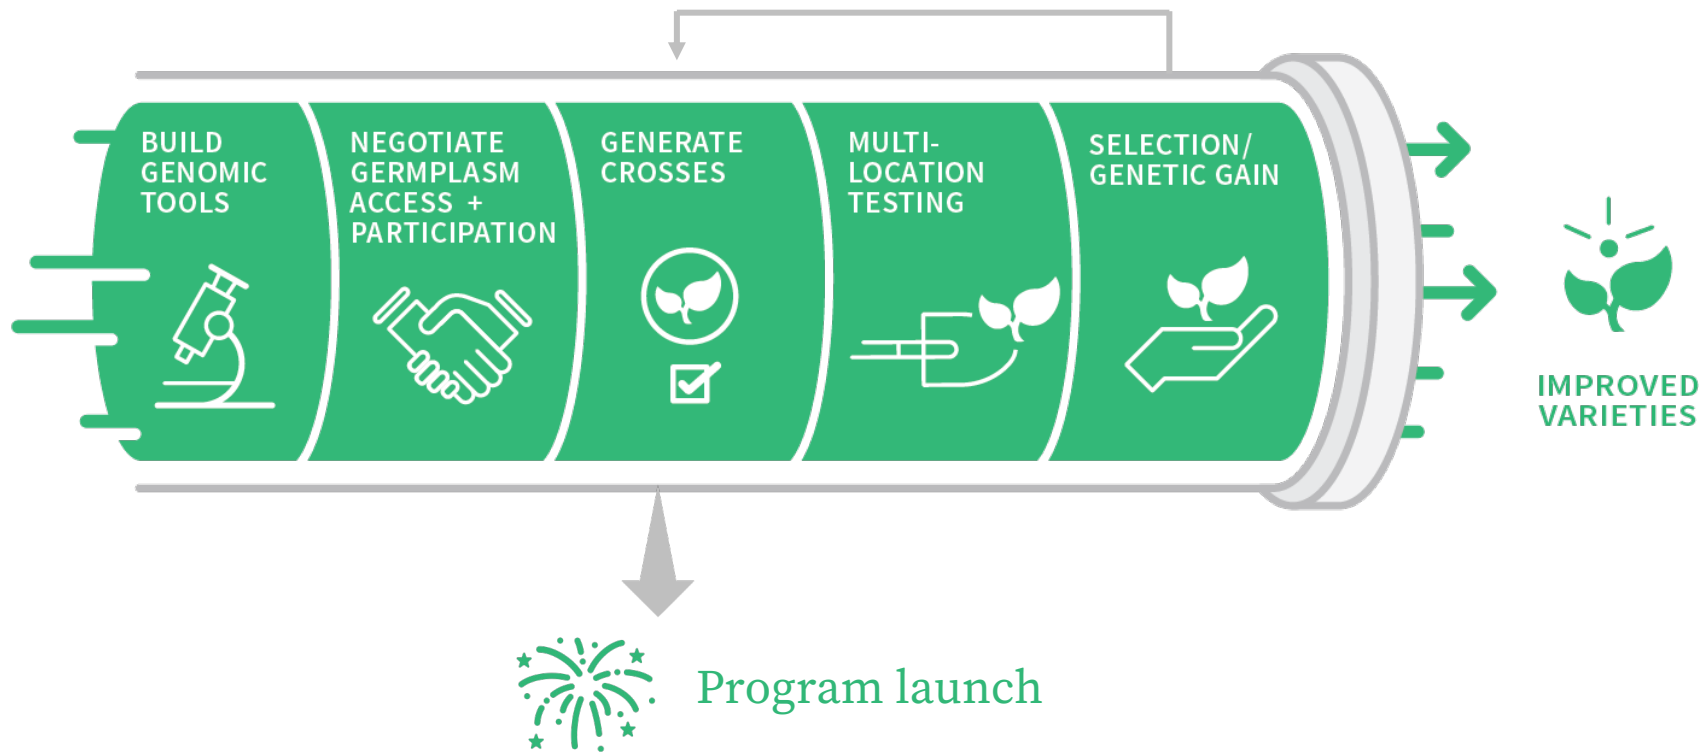 BUILD
GENOMIC
TOOLS
NEGOTIATE
GERMPLASM
ACCESS +
PARTICIPATION
GENERATE
CROSSES
MULTI-
LOCATION
TESTING
SELECTION/
GENETIC GAIN
IMPROVED
VARIETIES
Program launch